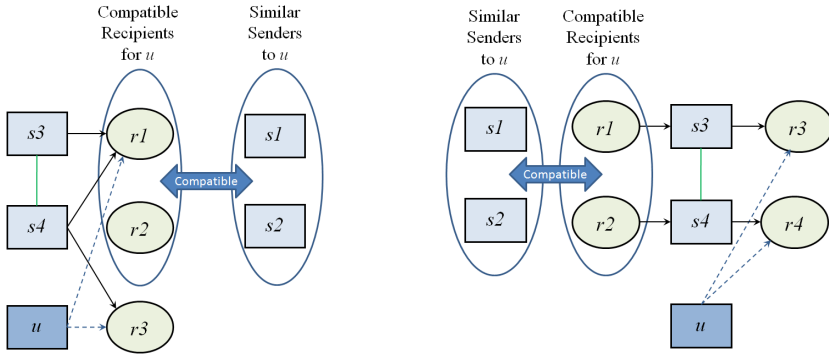 Compatible
Recipients
for u
Similar
Senders
to u
s3
r1
s1
Compatible
s4
r2
s2
u
r3
Similar
Senders
to u
Compatible
Recipients
for u
s1
r1
s3
r3
Compatible
s2
r2
s4
r4
u